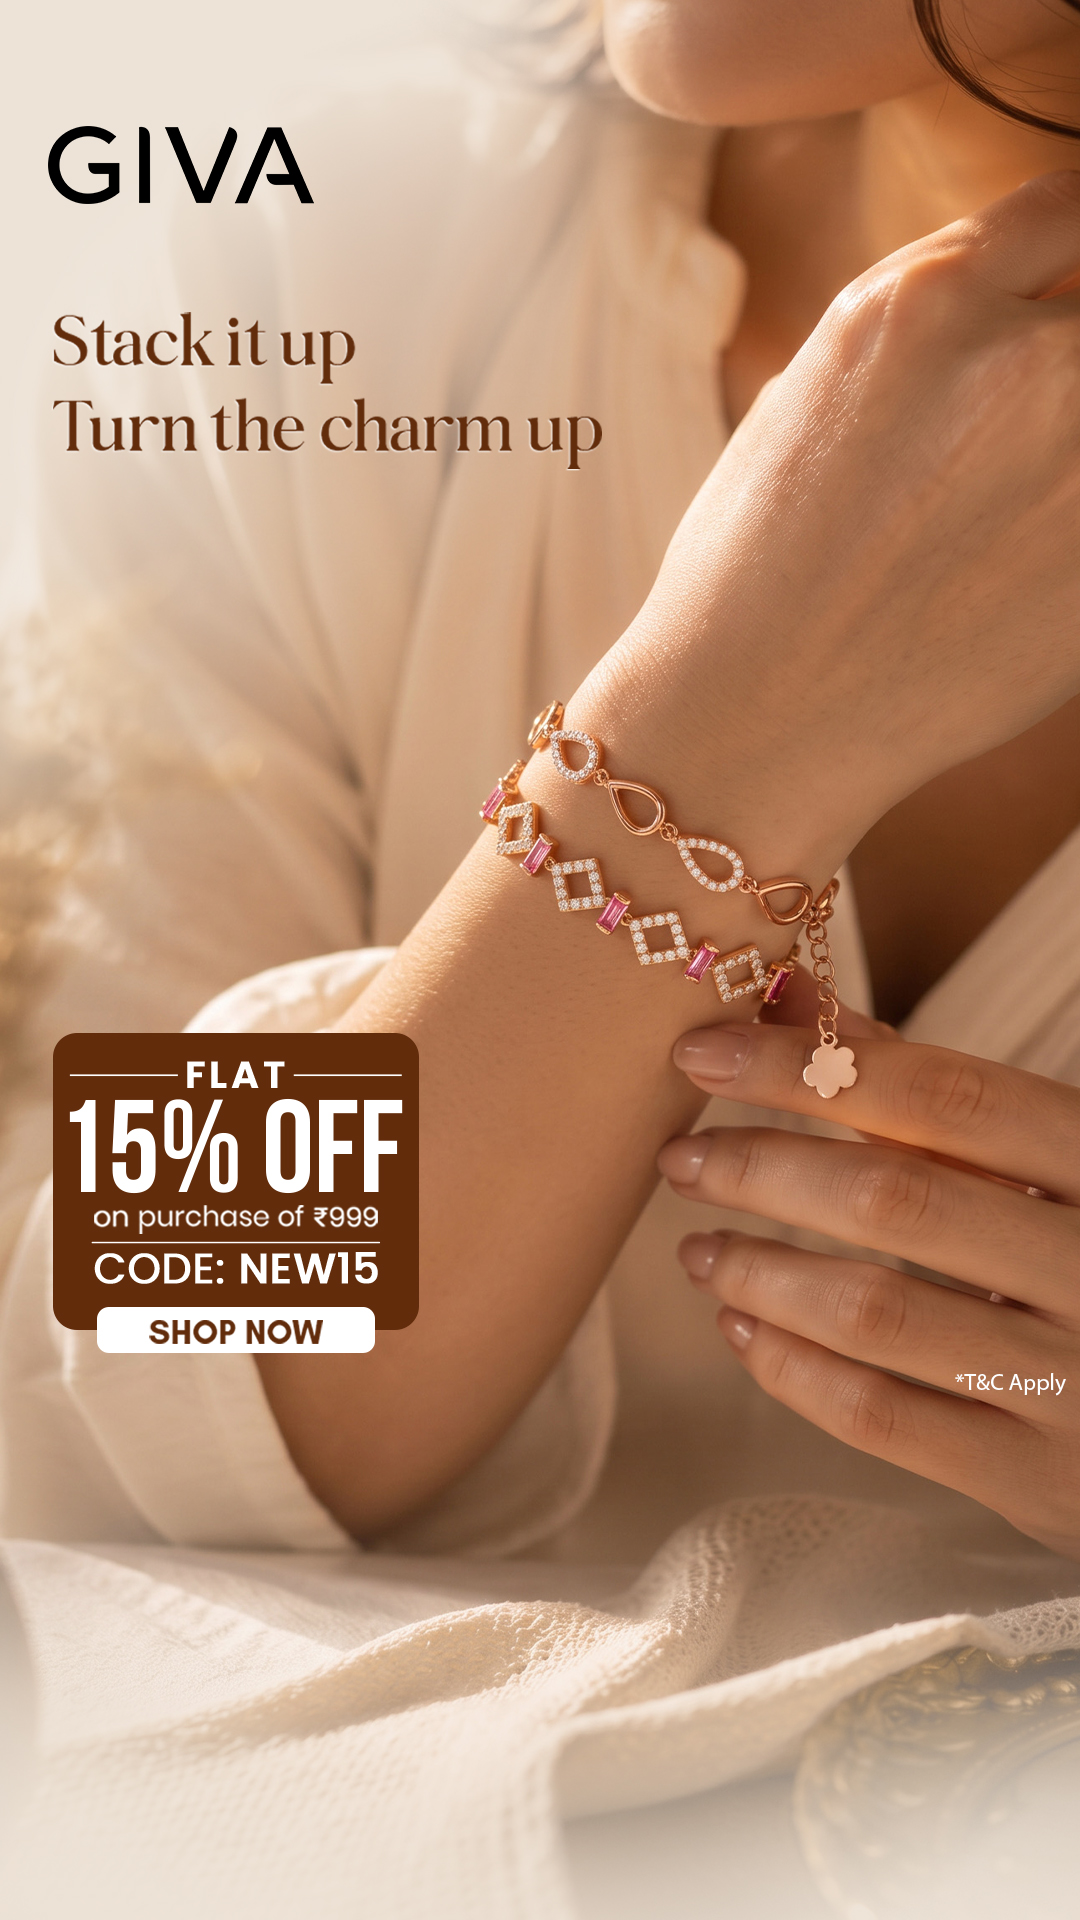 GIVA
Stack it up
Turn the charm up
FLAT
15% OFF
on purchase of ₹999
CODE: NEW15
SHOP NOW
*T&C Apply